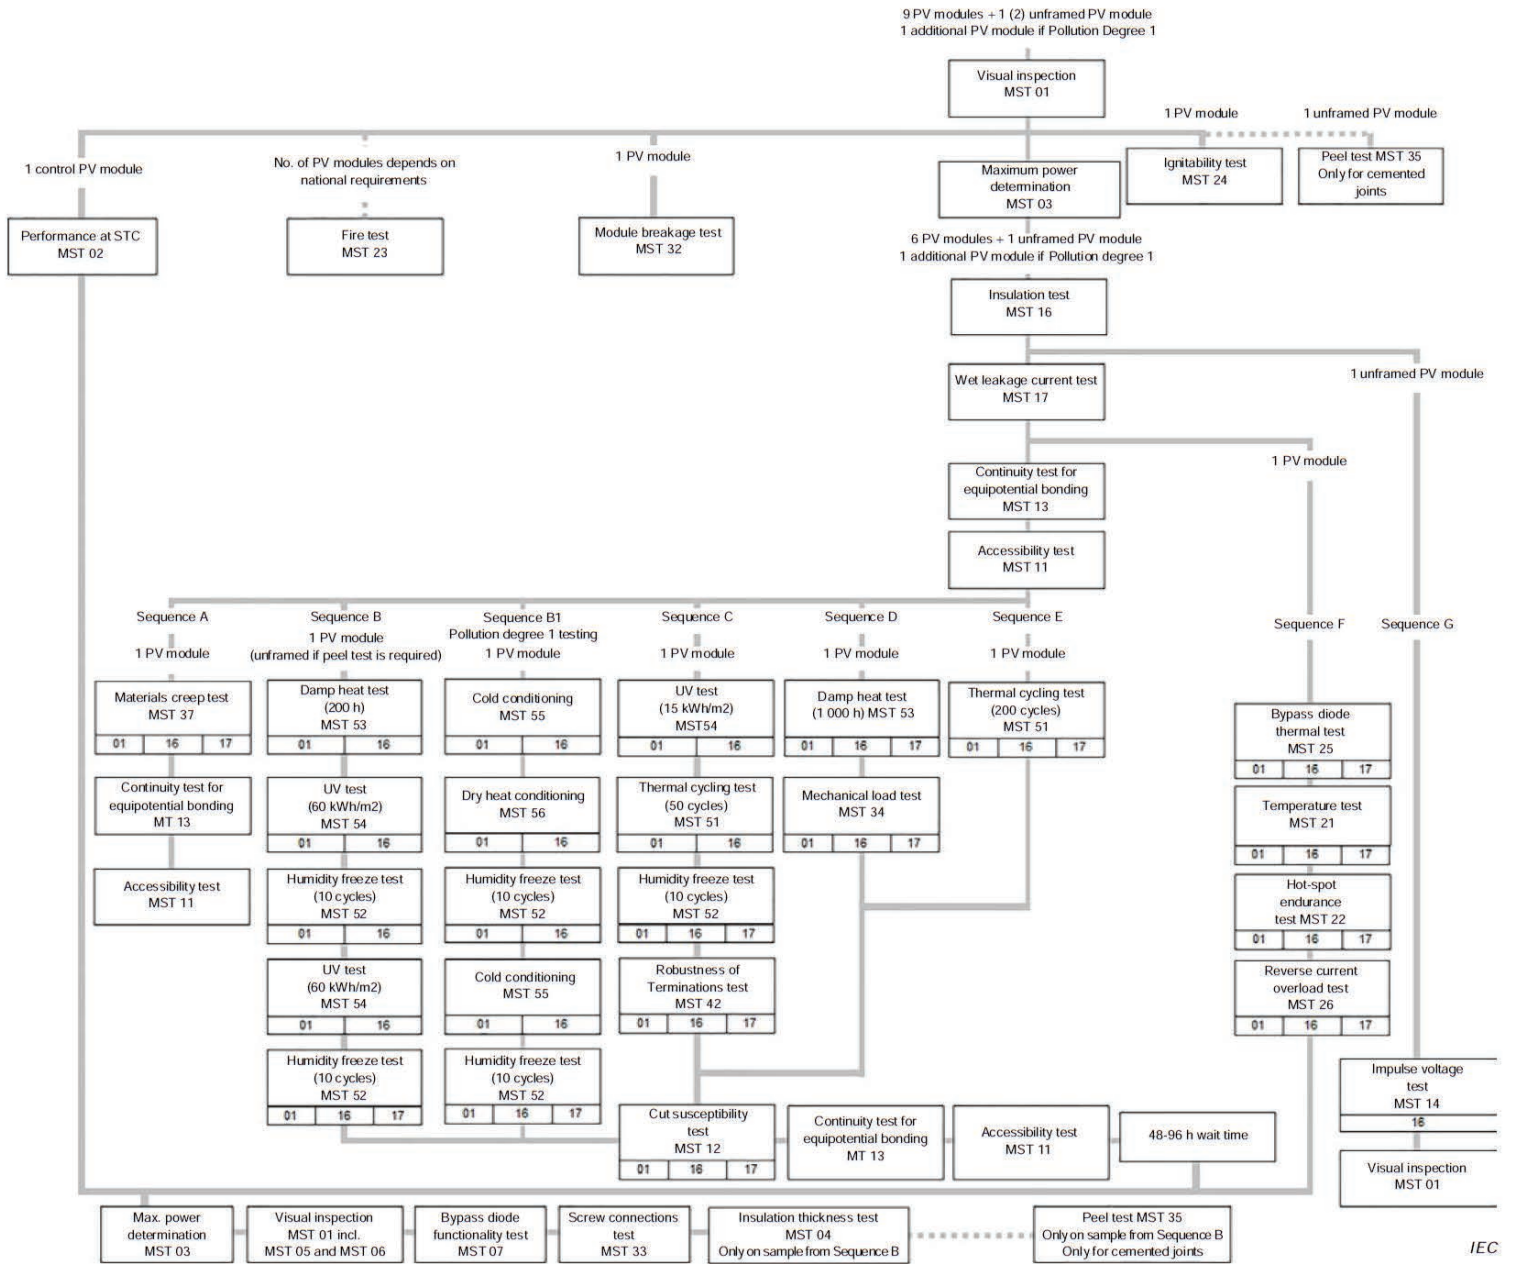 9 PV modules + 1 (2) unframed PV module
1 additional PV module if Pollution Degree 1
Visual inspection
MST 01
1 PV module
1 unframed PV module
1 control PV module
No. of PV modules depends on
national requirements
1 PV module
Maximum power
determination
MST 03
Ignitability test
MST 24
Peel test MST 35
Only for cemented
joints
Performance at STC
MST 02
Fire test
MST 23
Module breakage test
MST 32
6 PV modules + 1 unframed PV module
1 additional PV module if Pollution degree 1
Insulation test
MST 16
Wet leakage current test
MST 17
1 unframed PV module
Continuity test for
equipotential bonding
MST 13
1 PV module
Accessibility test
MST 11
Sequence A
1 PV module
Materials creep test
MST 37
01 16 17
Continuity test for
equipotential bonding
MT 13
Accessibility test
MST 11
Sequence B
1 PV module
(unframed if peel test is required)
Damp heat test
(200 h)
MST 53
01 16
UV test
(60 kWh/m2)
MST 54
01 16
Humidity freeze test
(10 cycles)
MST 52
01 16
UV test
(60 kWh/m2)
MST 54
01 16
Humidity freeze test
(10 cycles)
MST 52
01 16 17
Sequence B1
Pollution degree 1 testing
1 PV module
Cold conditioning
MST 55
01 16
Dry heat conditioning
MST 56
01 16
Humidity freeze test
(10 cycles)
MST 52
01 16
Cold conditioning
MST 55
01 16
Humidity freeze test
(10 cycles)
MST 52
01 16 17
Sequence C
1 PV module
UV test
(15 kWh/m2)
MST54
01 16
Thermal cycling test
(50 cycles)
MST 51
01 16
Humidity freeze test
(10 cycles)
MST 52
01 16 17
Robustness of
Terminations test
MST 42
01 16 17
Sequence D
1 PV module
Damp heat test
(1 000 h) MST 53
01 16 17
Mechanical load test
MST 34
01 16 17
Sequence E
1 PV module
Thermal cycling test
(200 cycles)
MST 51
01 16 17
Sequence F
Bypass diode
thermal test
MST 25
01 16 17
Temperature test
MST 21
01 16 17
Hot-spot
endurance
test MST 22
01 16 17
Reverse current
overload test
MST 26
01 16 17
Sequence G
Impulse voltage
test
MST 14
16
Visual inspection
MST 01
Cut susceptibility
test
MST 12
01 16 17
Continuity test for
equipotential bonding
MT 13
Accessibility test
MST 11
48-96 h wait time
Max. power
determination
MST 03
Visual inspection
MST 01 incl.
MST 05 and MST 06
Bypass diode
functionality test
MST 07
Screw connections
test
MST 33
Insulation thickness test
MST 04
Only on sample from Sequence B
Peel test MST 35
Only on sample from Sequence B
Only for cemented joints
IEC